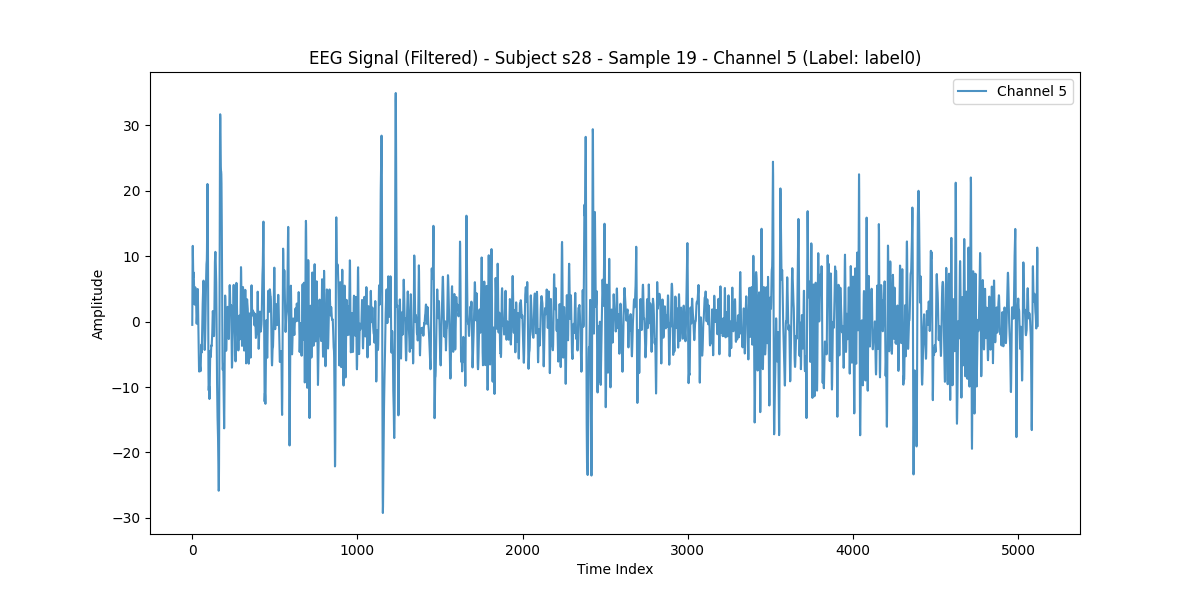 EEG Signal (Filtered) - Subject s28 - Sample 19 - Channel 5 (Label: label0)
Channel 5
30
20
10
0
−10
−20
−30
Amplitude
0 1000 2000 3000 4000 5000
Time Index